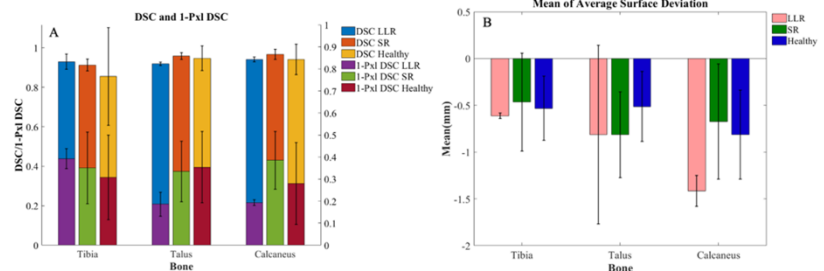 DSC and 1-Pxl DSC
A
DSC/1-Pxl DSC
1
0.8
0.6
0.4
0.2
0
1
0.9
0.8
0.7
0.6
0.5
0.4
0.3
0.2
0.1
0
Tibia
Talus
Calcaneus
Bone
DSC LLR
DSC SR
DSC Healthy
1-Pxl DSC LLR
1-Pxl DSC SR
1-Pxl DSC Healthy
Mean of Average Surface Deviation
B
Mean(mm)
0.5
0
-0.5
-1
-1.5
-2
Tibia
Talus
Calcaneus
Bone
LLR
SR
Healthy